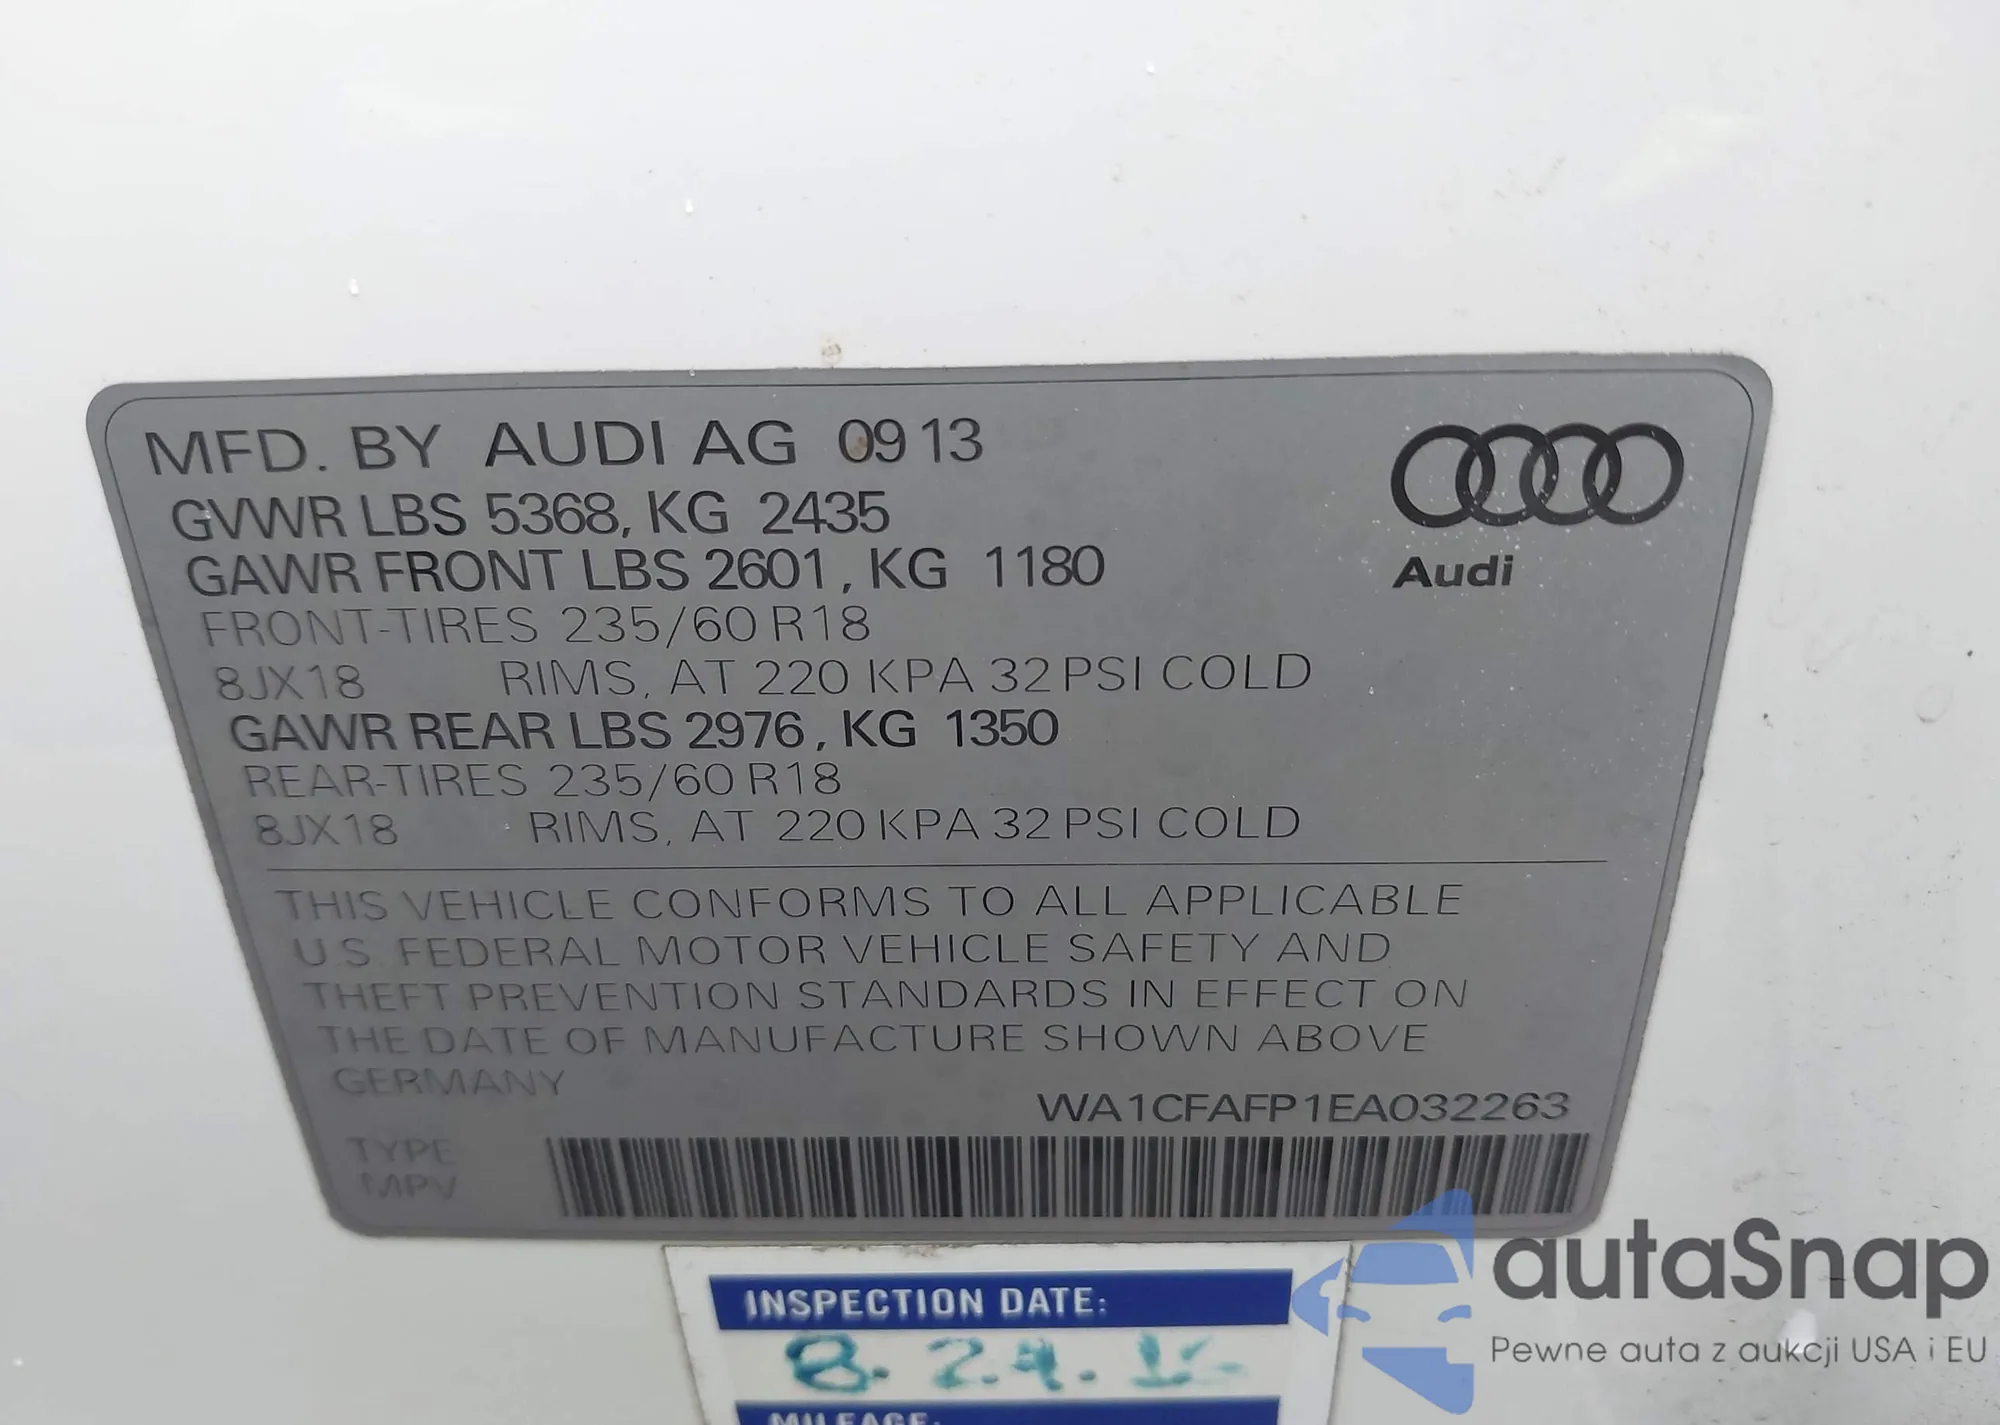 MFD. BY AUDI AG 09 13
GVWR LBS 5368, KG 2435
GAWR FRONT LBS 2601, KG 1180
FRONT-TIRES 235/60 R18
8JX18 RIMS, AT 220 KPA 32 PSI COLD
GAWR REAR LBS 2976, KG 1350
REAR-TIRES 235/60 R18
8JX18 RIMS, AT 220 KPA 32 PSI COLD
Audi
THIS VEHICLE CONFORMS TO ALL APPLICABLE
U.S. FEDERAL MOTOR VEHICLE SAFETY AND
THEFT PREVENTION STANDARDS IN EFFECT ON
THE DATE OF MANUFACTURE SHOWN ABOVE
GERMANY
WA1CFAFP1EA032263
TYPE
MPV
INSPECTION DATE:
8.24.
MILEAGE:
autaSnap
Pewne auta z aukcji USA i EU